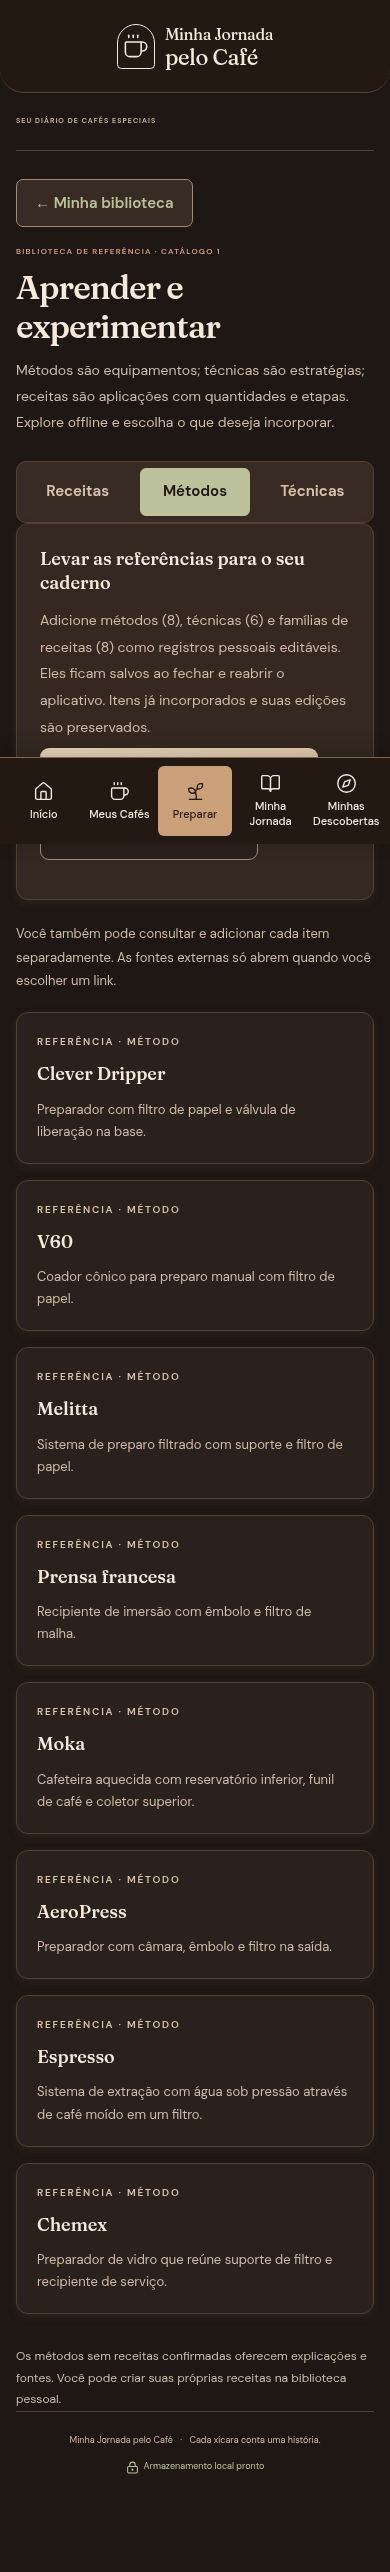 Minha Jornada
pelo Café
SEU DIÁRIO DE CAFÉS ESPECIAIS
← Minha biblioteca
BIBLIOTECA DE REFERÊNCIA · CATÁLOGO 1
Aprender e
experimentar
Métodos são equipamentos; técnicas são estratégias;
receitas são aplicações com quantidades e etapas.
Explore offline e escolha o que deseja incorporar.
Receitas Métodos Técnicas
Levar as referências para o seu
caderno
Adicione métodos (8), técnicas (6) e famílias de
receitas (8) como registros pessoais editáveis.
Eles ficam salvos ao fechar e reabrir o
aplicativo. Itens já incorporados e suas edições
são preservados.
Início Meus Cafés Preparar Minha Jornada Minhas Descobertas
Você também pode consultar e adicionar cada item
separadamente. As fontes externas só abrem quando você
escolher um link.
REFERÊNCIA · MÉTODO
Clever Dripper
Preparador com filtro de papel e válvula de
liberação na base.
REFERÊNCIA · MÉTODO
V60
Coador cônico para preparo manual com filtro de
papel.
REFERÊNCIA · MÉTODO
Melitta
Sistema de preparo filtrado com suporte e filtro de
papel.
REFERÊNCIA · MÉTODO
Prensa francesa
Recipiente de imersão com êmbolo e filtro de
malha.
REFERÊNCIA · MÉTODO
Moka
Cafeteira aquecida com reservatório inferior, funil
de café e coletor superior.
REFERÊNCIA · MÉTODO
AeroPress
Preparador com câmara, êmbolo e filtro na saída.
REFERÊNCIA · MÉTODO
Espresso
Sistema de extração com água sob pressão através
de café moído em um filtro.
REFERÊNCIA · MÉTODO
Chemex
Preparador de vidro que reúne suporte de filtro e
recipiente de serviço.
Os métodos sem receitas confirmadas oferecem explicações e
fontes. Você pode criar suas próprias receitas na biblioteca
pessoal.
Minha Jornada pelo Café · Cada xícara conta uma história.
Armazenamento local pronto